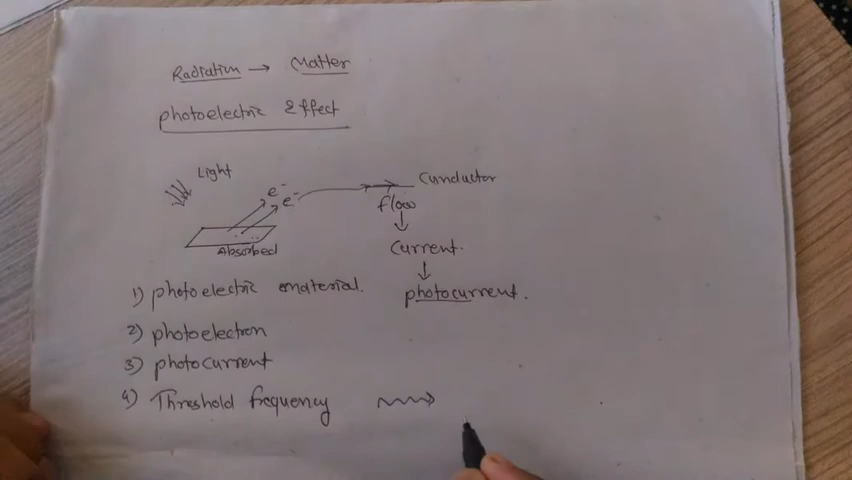 Radiation → Matter
photoelectric Effect
Light
e⁻
e⁻
Conductor
flow
Absorbed
Current.
1) photoelectric material.
photocurrent.
2) photoelectron
3) photocurrent
4) Threshold frequency